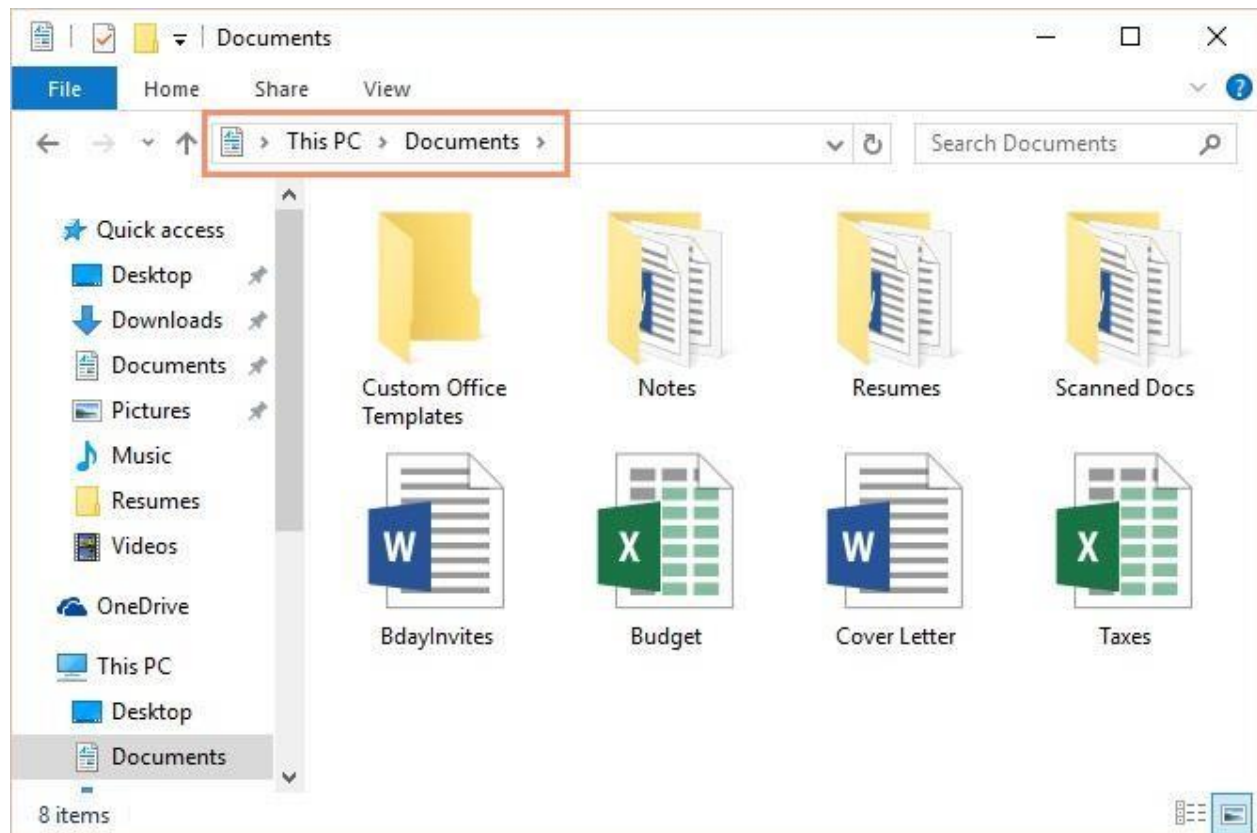 Documents
File Home Share View ?
This PC > Documents >
Search Documents
Quick access
Desktop
Downloads
Documents
Pictures
Music
Resumes
Videos
OneDrive
This PC
Desktop
Documents
Custom Office
Templates
Notes
Resumes
Scanned Docs
W
X
W
X
BdayInvites
Budget
Cover Letter
Taxes
8 items